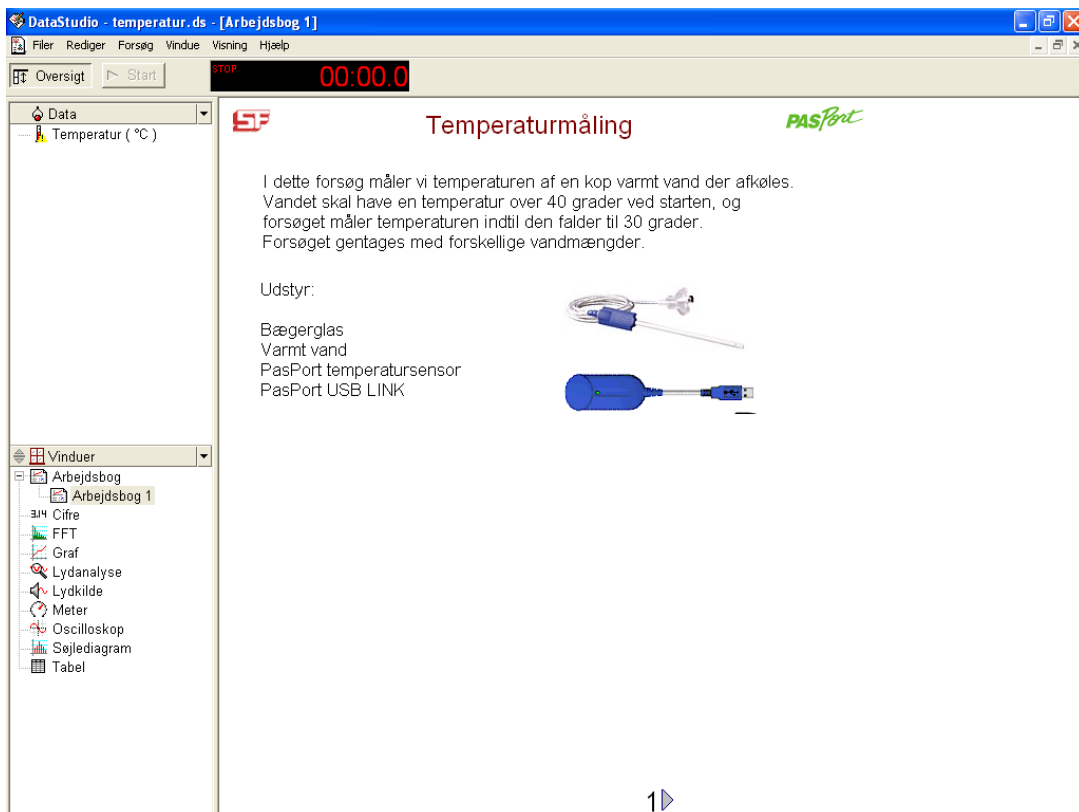 DataStudio - temperatur.ds - [Arbejdsbog 1]
Filer Rediger Forsøg Vindue Visning Hjælp
Oversigt Start STOP 00:00.0
Data
Temperatur ( °C )
SF Temperaturmåling PASPort
I dette forsøg måler vi temperaturen af en kop varmt vand der afkøles.
Vandet skal have en temperatur over 40 grader ved starten, og
forsøget måler temperaturen indtil den falder til 30 grader.
Forsøget gentages med forskellige vandmængder.
Udstyr:
Bægerglas
Varmt vand
PasPort temperatursensor
PasPort USB LINK
Vinduer
Arbejdsbog
Arbejdsbog 1
3.14 Cifre
FFT
Graf
Lydanalyse
Lydkilde
Meter
Oscilloskop
Søjlediagram
Tabel
1